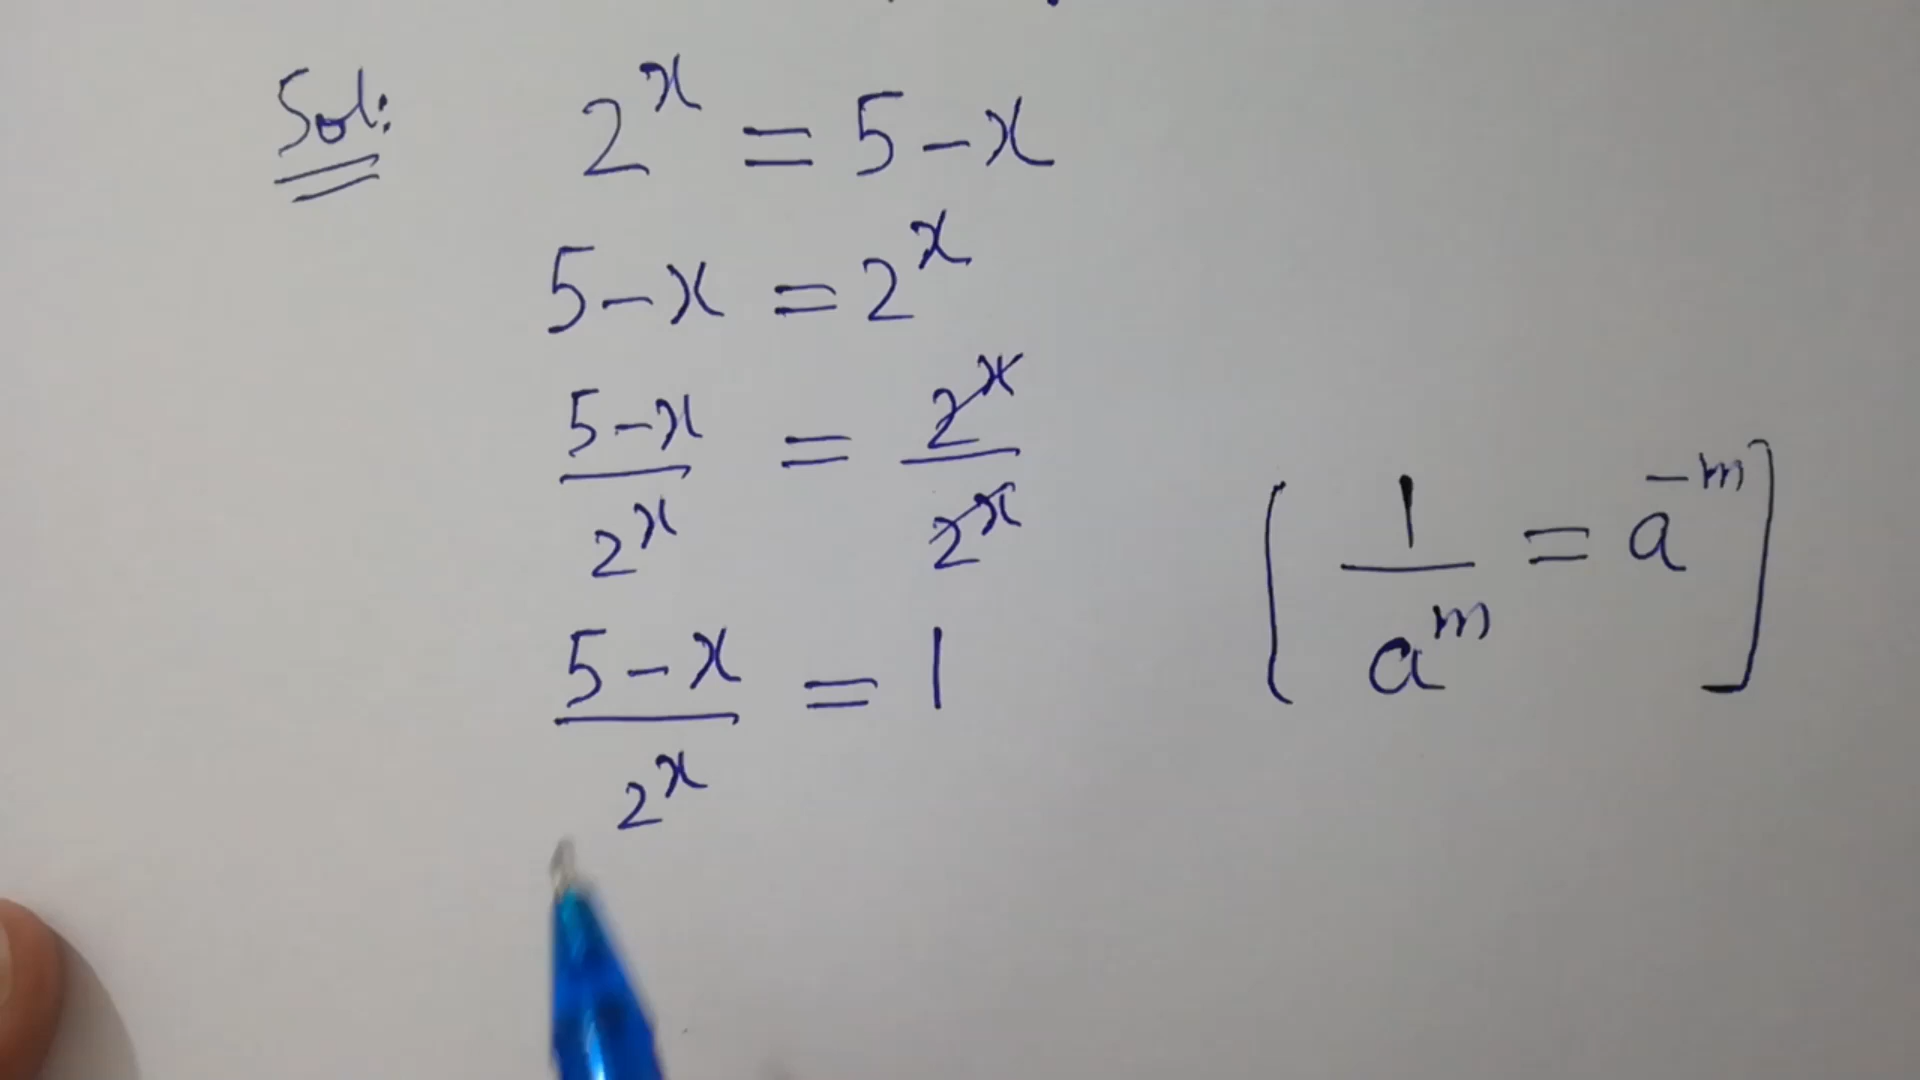 Sol: 2^x = 5-x
5-x = 2^x
(5-x)/2^x = 2^x/2^x
(5-x)/2^x = 1
[1/a^m = a^-m]